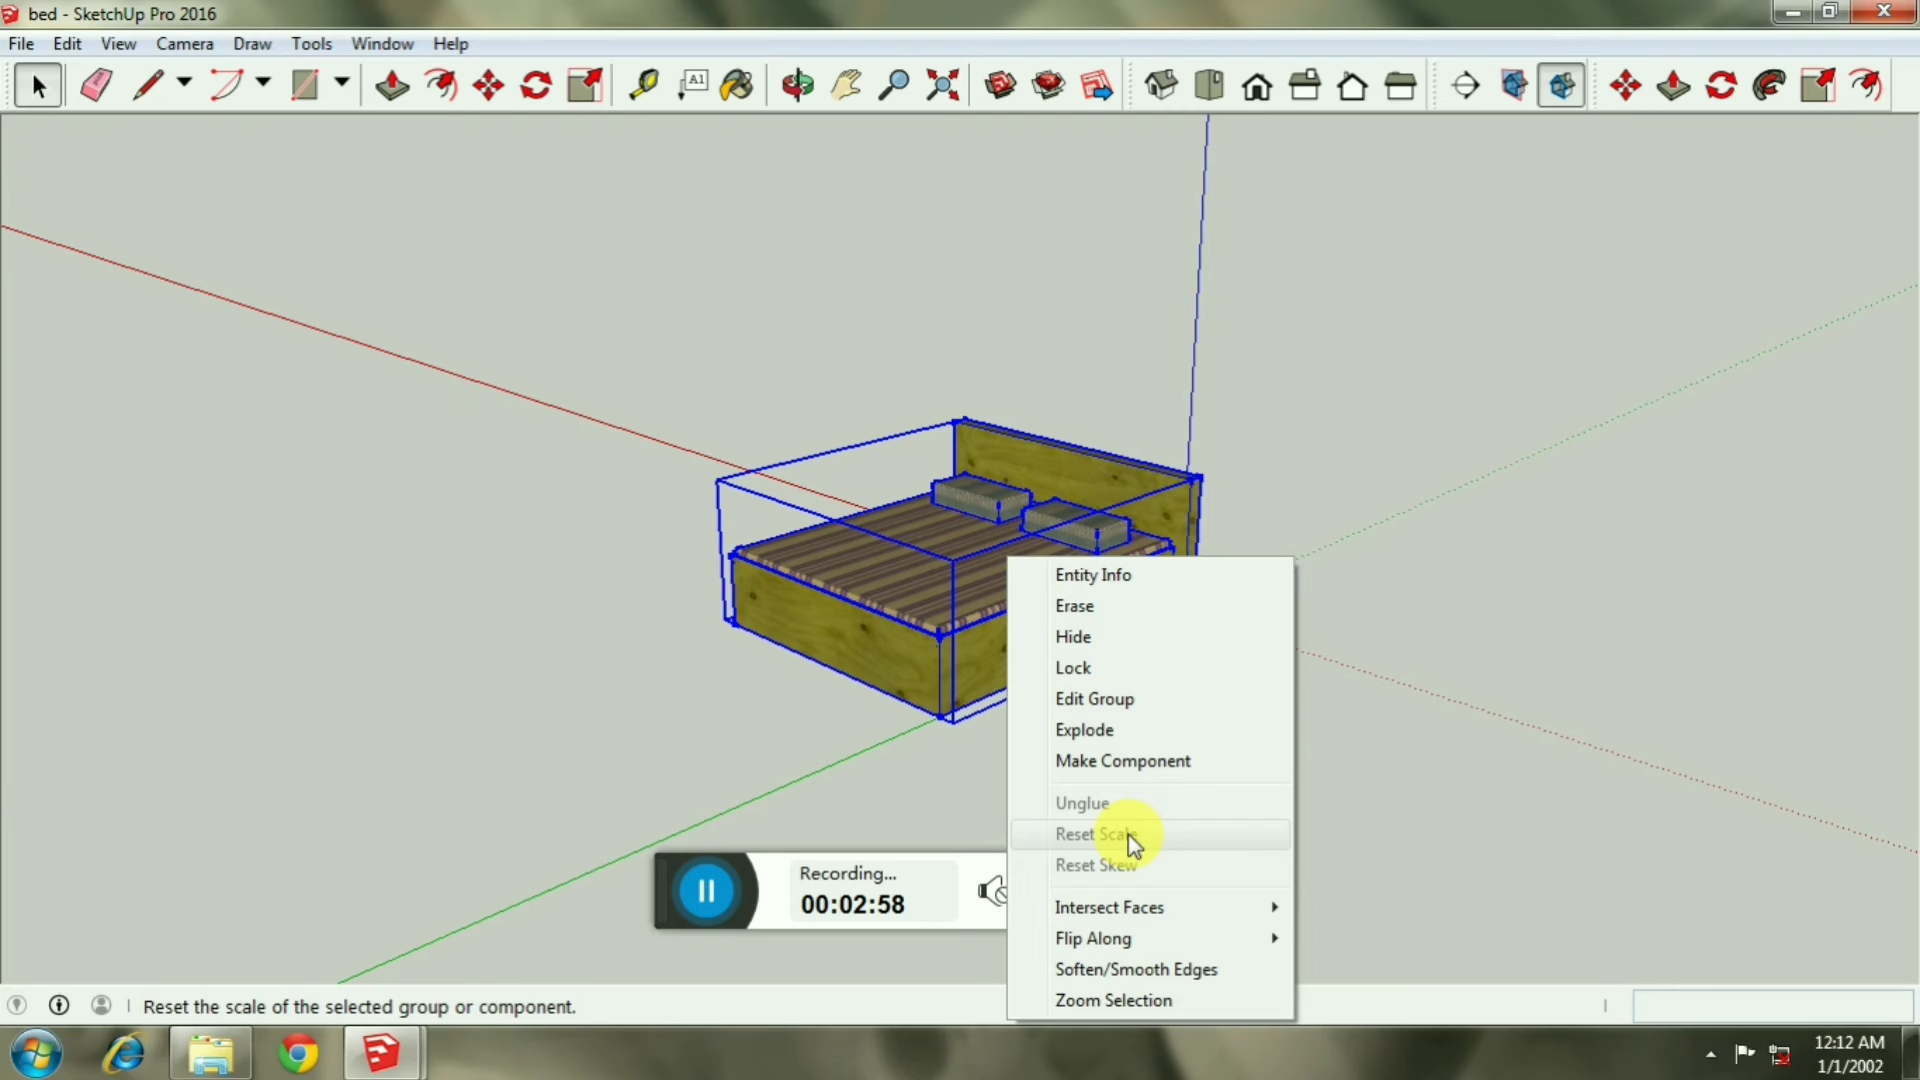 bed - SketchUp Pro 2016
File Edit View Camera Draw Tools Window Help
A1
Entity Info
Erase
Hide
Lock
Edit Group
Explode
Make Component
Unglue
Reset Scale
Reset Skew
Intersect Faces
Flip Along
Soften/Smooth Edges
Zoom Selection
Recording...
00:02:58
Reset the scale of the selected group or component.
12:12 AM
1/1/2002